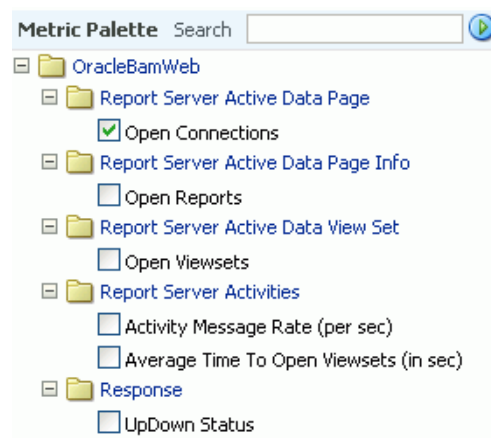 Metric Palette Search
OracleBamWeb
Report Server Active Data Page
Open Connections
Report Server Active Data Page Info
Open Reports
Report Server Active Data View Set
Open Viewsets
Report Server Activities
Activity Message Rate (per sec)
Average Time To Open Viewsets (in sec)
Response
UpDown Status